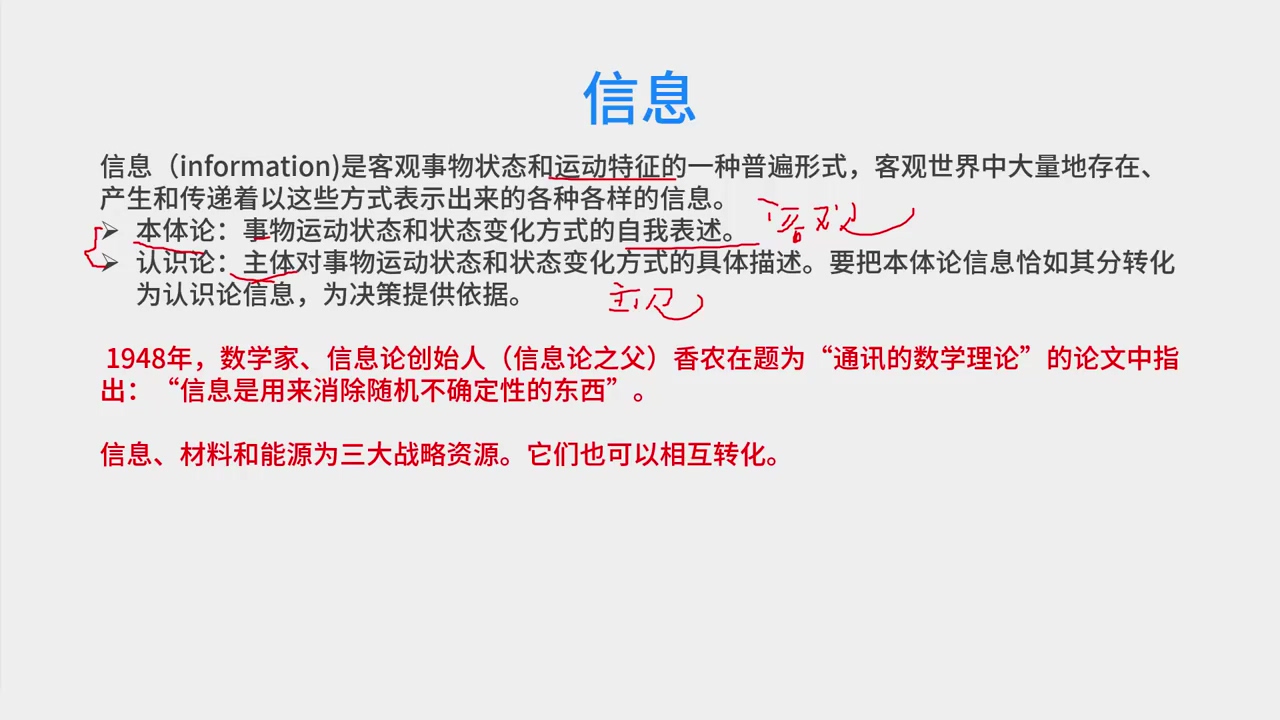 信息
信息（information)是客观事物状态和运动特征的一种普遍形式，客观世界中大量地存在、
产生和传递着以这些方式表示出来的各种各样的信息。
客观
➢ 本体论：事物运动状态和状态变化方式的自我表述。
➢ 认识论：主体对事物运动状态和状态变化方式的具体描述。要把本体论信息恰如其分转化
为认识论信息，为决策提供依据。
主观
1948年，数学家、信息论创始人（信息论之父）香农在题为“通讯的数学理论”的论文中指
出：“信息是用来消除随机不确定性的东西”。
信息、材料和能源为三大战略资源。它们也可以相互转化。